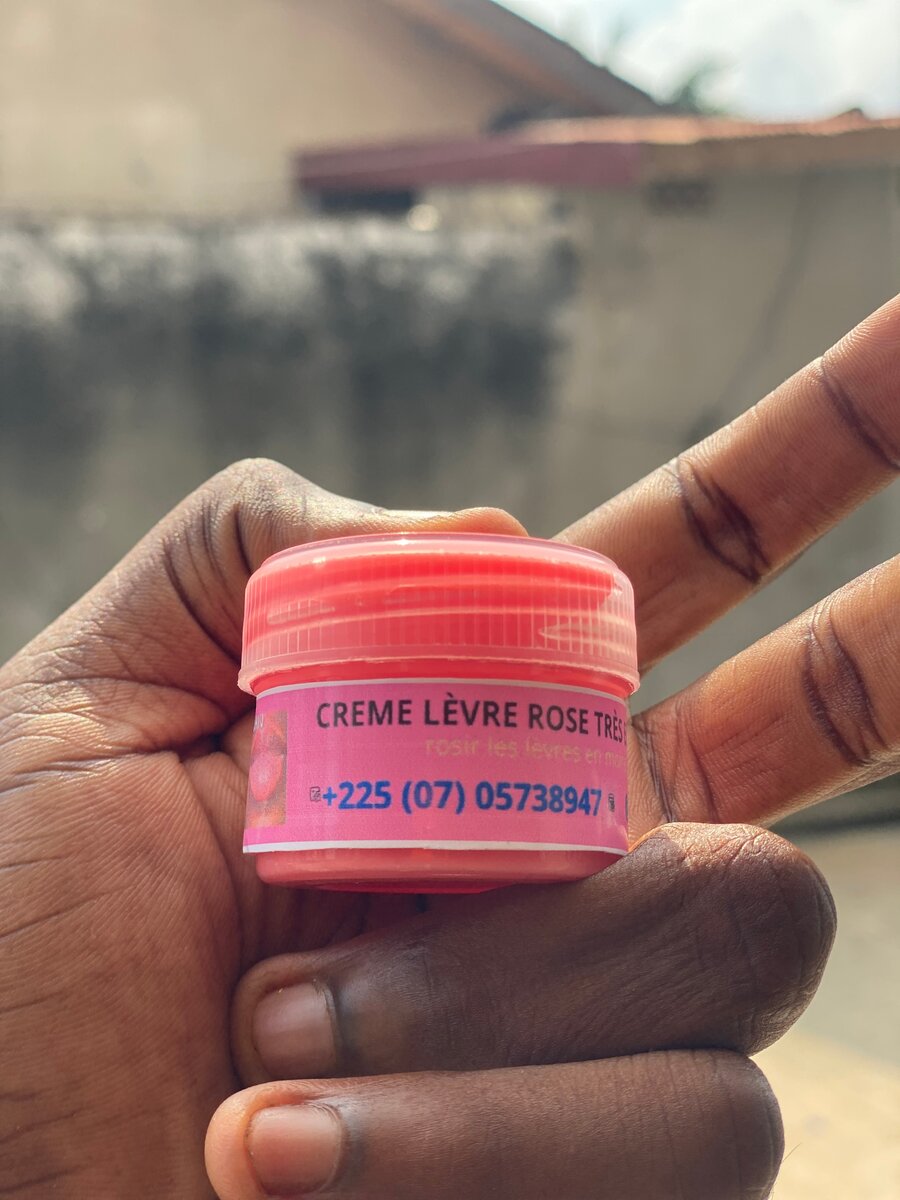 CREME LÈVRE ROSE TRÈS
rosir les lèvres en
+225 (07) 05738947